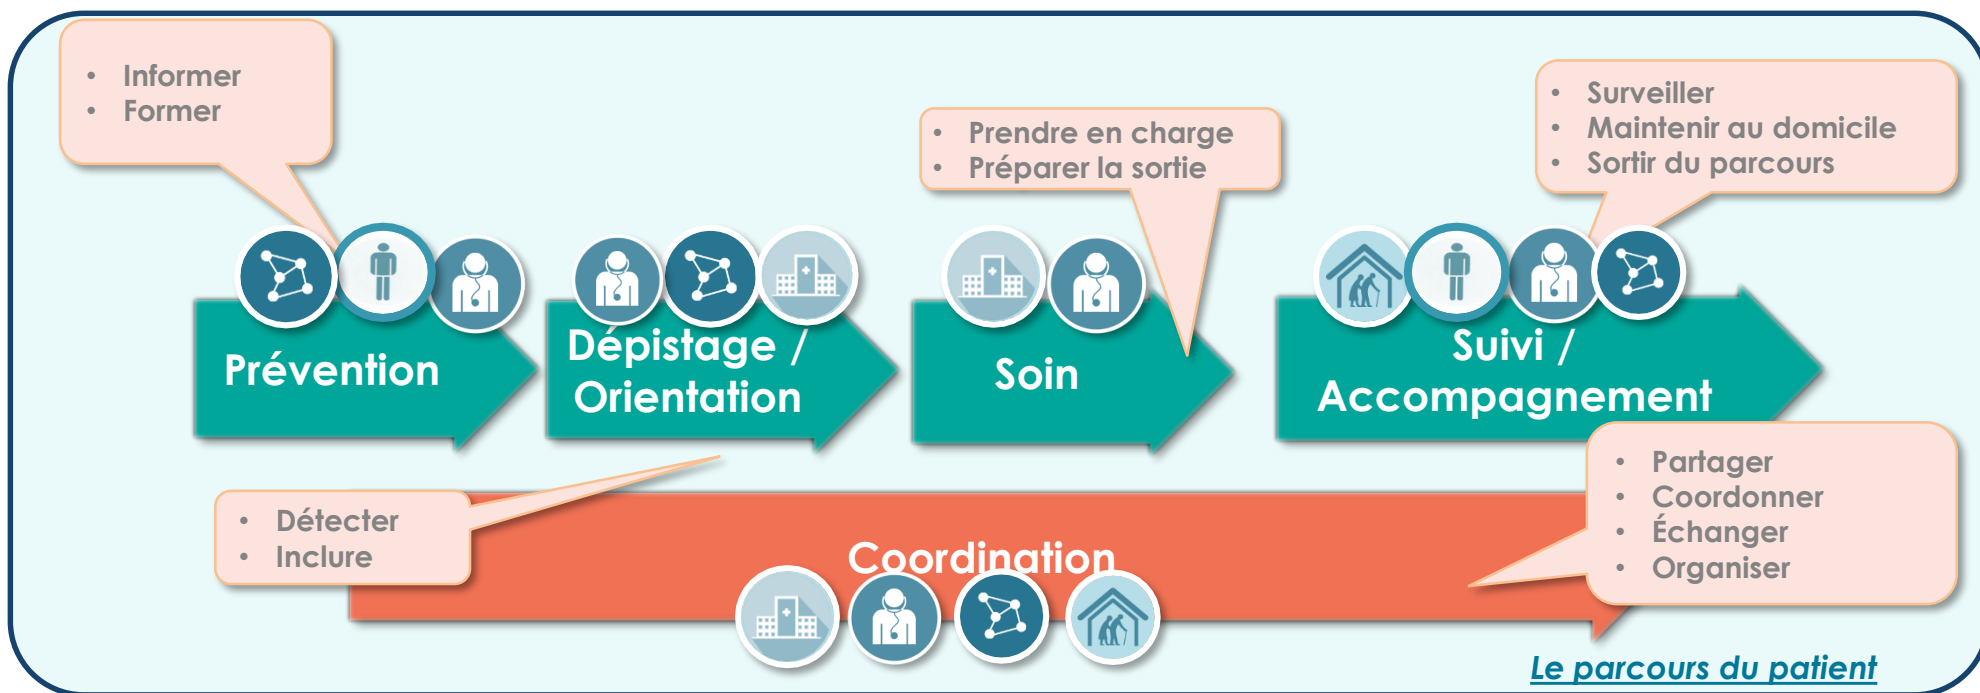 • Informer
• Former
• Prendre en charge
• Préparer la sortie
• Surveiller
• Maintenir au domicile
• Sortir du parcours
Prévention
Dépistage /
Orientation
Soin
Suivi /
Accompagnement
• Détecter
• Inclure
Coordination
• Partager
• Coordonner
• Échanger
• Organiser
Le parcours du patient